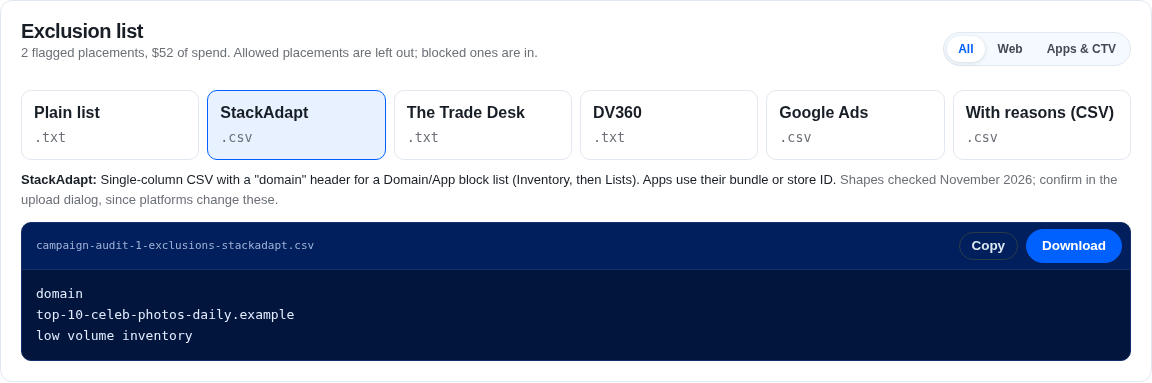 Exclusion list
2 flagged placements, $52 of spend. Allowed placements are left out; blocked ones are in.
All
Web
Apps & CTV
Plain list
.txt
StackAdapt
.csv
The Trade Desk
.txt
DV360
.txt
Google Ads
.csv
With reasons (CSV)
.csv
StackAdapt: Single-column CSV with a "domain" header for a Domain/App block list (Inventory, then Lists). Apps use their bundle or store ID. Shapes checked November 2026; confirm in the
upload dialog, since platforms change these.
campaign-audit-1-exclusions-stackadapt.csv
Copy
Download
domain
top-10-celeb-photos-daily.example
low volume inventory